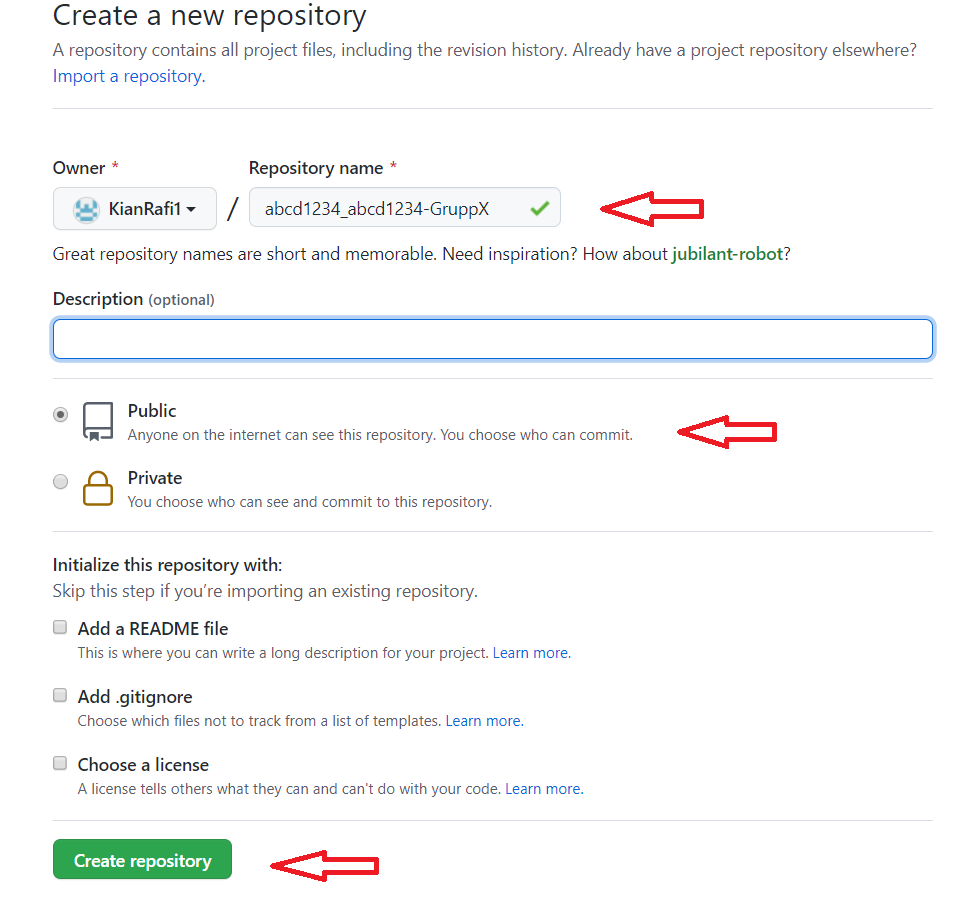 Create a new repository
A repository contains all project files, including the revision history. Already have a project repository elsewhere?
Import a repository.
Owner *
Repository name *
KianRafi1
/
abcd1234_abcd1234-GruppX
Great repository names are short and memorable. Need inspiration? How about jubilant-robot?
Description (optional)
Public
Anyone on the internet can see this repository. You choose who can commit.
Private
You choose who can see and commit to this repository.
Initialize this repository with:
Skip this step if you’re importing an existing repository.
Add a README file
This is where you can write a long description for your project. Learn more.
Add .gitignore
Choose which files not to track from a list of templates. Learn more.
Choose a license
A license tells others what they can and can't do with your code. Learn more.
Create repository